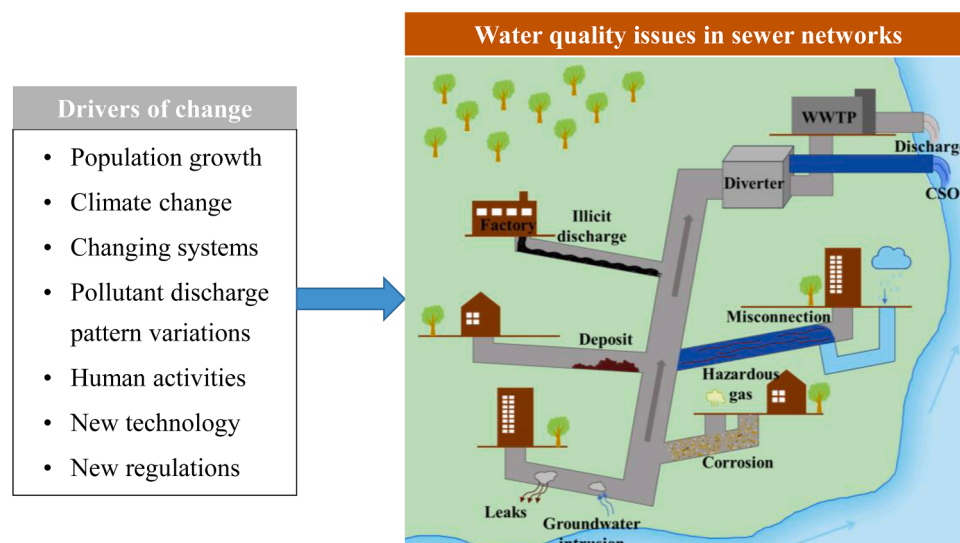 Water quality issues in sewer networks
Drivers of change
• Population growth
• Climate change
• Changing systems
• Pollutant discharge
pattern variations
• Human activities
• New technology
• New regulations
WWTP
Discharge
Diverter
CSO
Factory
Illicit
discharge
Misconnection
Deposit
Hazardous
gas
Corrosion
Leaks
Groundwater
intrusion